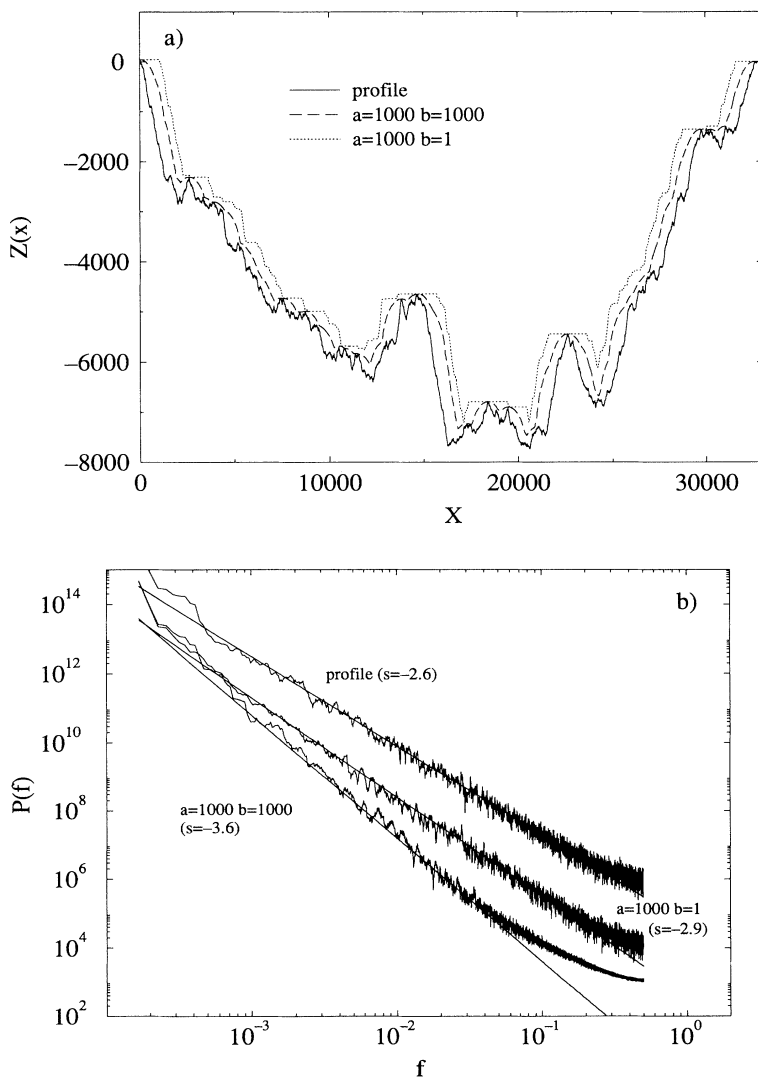 a)
profile
a=1000 b=1000
a=1000 b=1
Z(x)
0
−2000
−4000
−6000
−8000
0 10000 20000 30000
X
b)
P(f)
10^14
10^12
10^10
10^8
10^6
10^4
10^2
profile (s=−2.6)
a=1000 b=1000
(s=−3.6)
a=1000 b=1
(s=−2.9)
10^−3 10^−2 10^−1 10^0
f